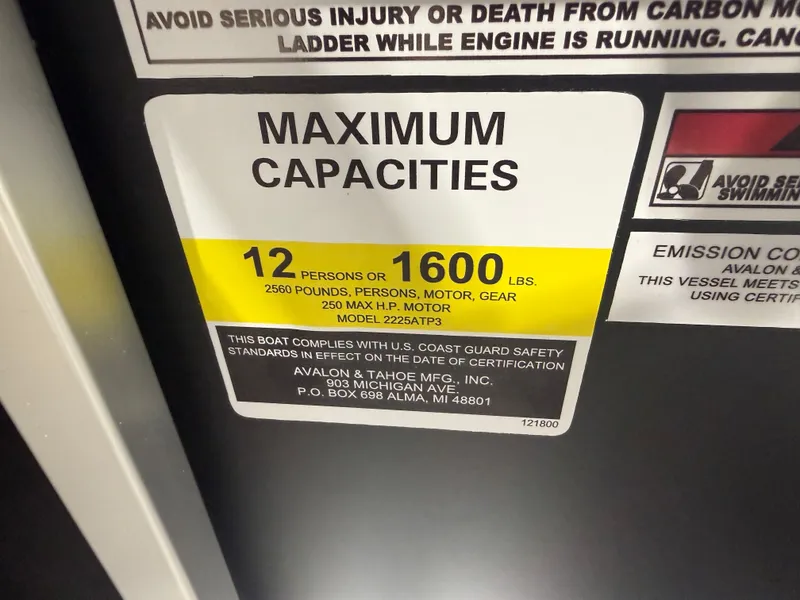 AVOID SERIOUS INJURY OR DEATH FROM CARBON
LADDER WHILE ENGINE IS RUNNING.
MAXIMUM
CAPACITIES
12 PERSONS OR 1600 LBS.
2560 POUNDS, PERSONS, MOTOR, GEAR
250 MAX H.P. MOTOR
MODEL 2225ATP3
THIS BOAT COMPLIES WITH U.S. COAST GUARD SAFETY
STANDARDS IN EFFECT ON THE DATE OF CERTIFICATION
AVALON & TAHOE MFG., INC.
903 MICHIGAN AVE.
P.O. BOX 698 ALMA, MI 48801
121800
AVOID
EMISSION
AVALON &
THIS VESSEL MEETS
USING